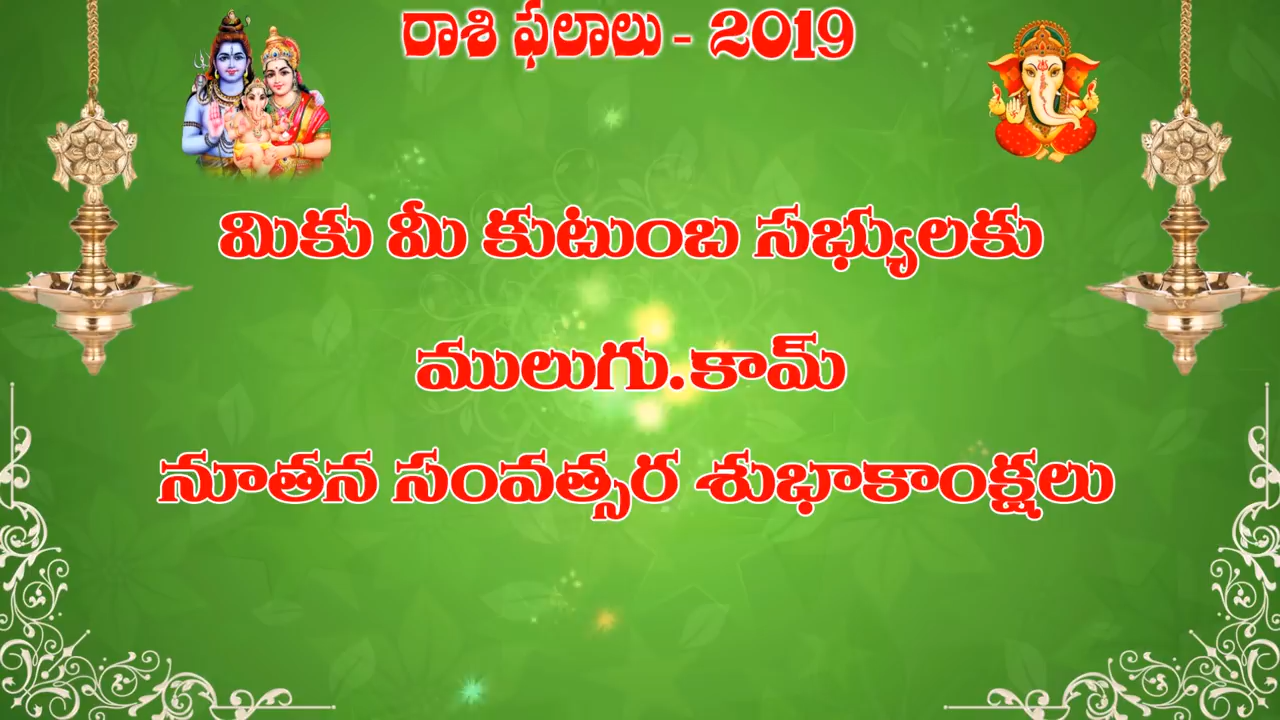 రాశి ఫలాలు - 2019
మికు మీ కుటుంబ సభ్యులకు
ములుగు.కామ్
నూతన సంవత్సర శుభాకాంక్షలు